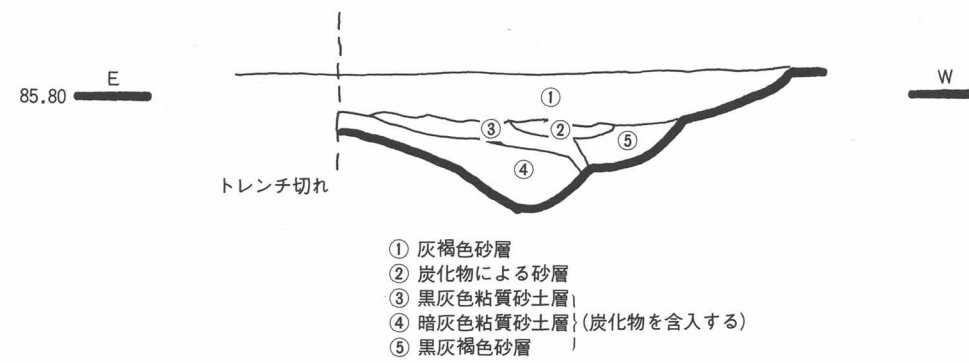 E
W
85.80
①
③
②
⑤
④
トレンチ切れ
① 灰褐色砂層
② 炭化物による砂層
③ 黒灰色粘質砂土層
④ 暗灰色粘質砂土層 (炭化物を含入する)
⑤ 黒灰褐色砂層